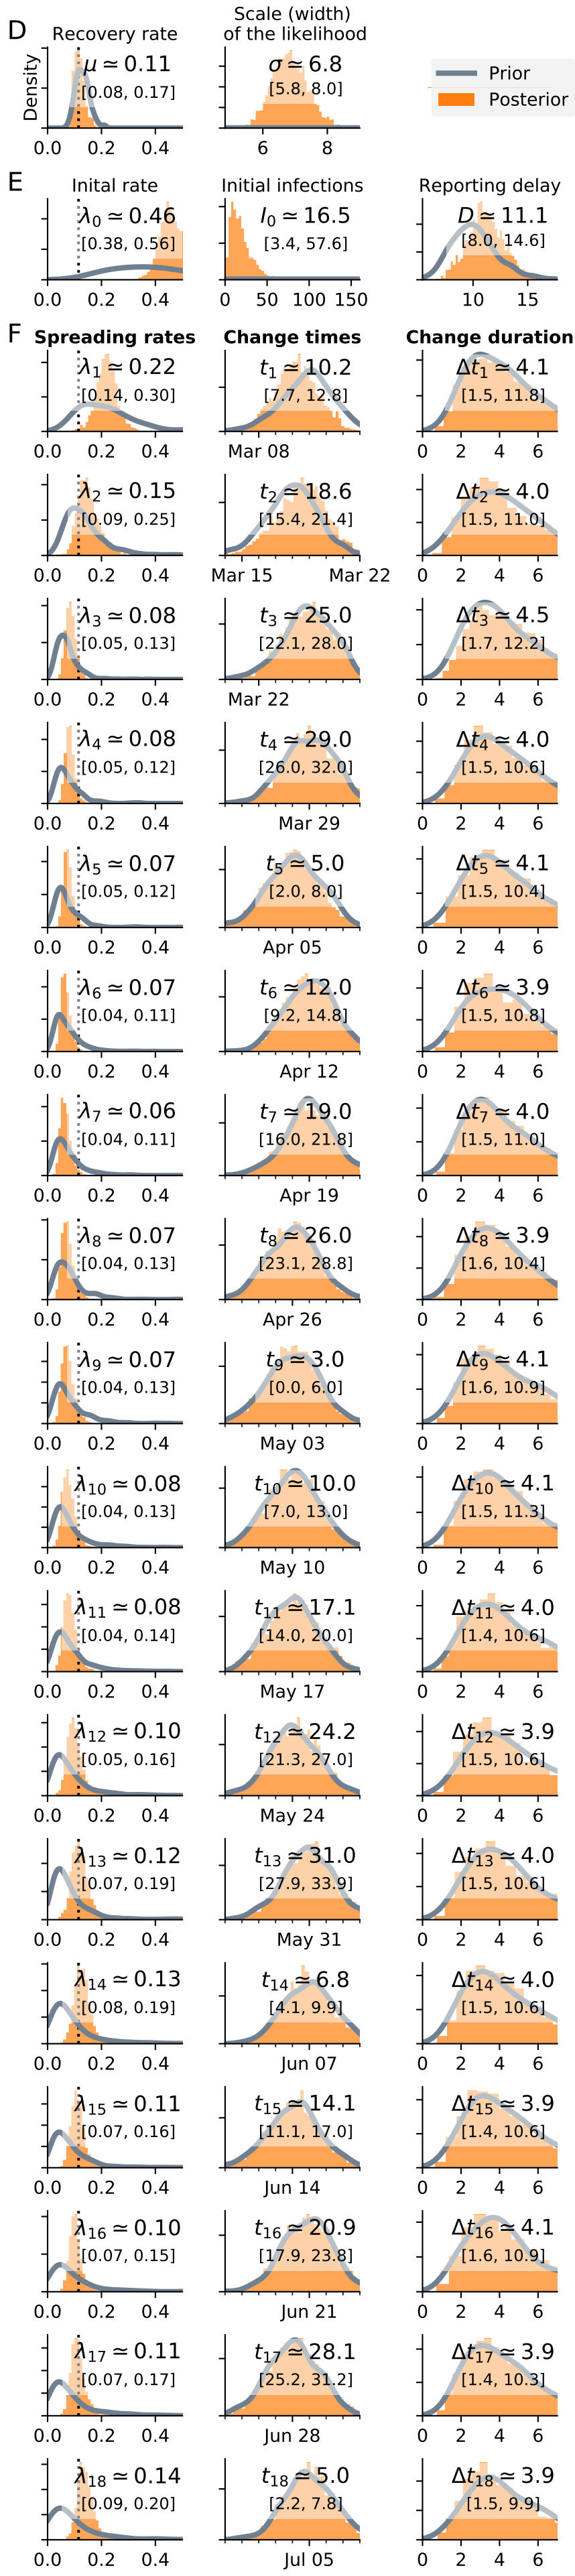 D
Recovery rate
Scale (width)
of the likelihood
Density
μ ≃ 0.11
[0.08, 0.17]
σ ≃ 6.8
[5.8, 8.0]
Prior
Posterior
0.0 0.2 0.4
6 8
E
Inital rate
Initial infections
Reporting delay
λ0 ≃ 0.46
[0.38, 0.56]
I0 ≃ 16.5
[3.4, 57.6]
D ≃ 11.1
[8.0, 14.6]
0.0 0.2 0.4
0 50 100 150
10 15
F
Spreading rates
Change times
Change duration
λ1 ≃ 0.22
[0.14, 0.30]
t1 ≃ 10.2
[7.7, 12.8]
Δt1 ≃ 4.1
[1.5, 11.8]
0.0 0.2 0.4
Mar 08
0 2 4 6
λ2 ≃ 0.15
[0.09, 0.25]
t2 ≃ 18.6
[15.4, 21.4]
Δt2 ≃ 4.0
[1.5, 11.0]
0.0 0.2 0.4
Mar 15 Mar 22
0 2 4 6
λ3 ≃ 0.08
[0.05, 0.13]
t3 ≃ 25.0
[22.1, 28.0]
Δt3 ≃ 4.5
[1.7, 12.2]
0.0 0.2 0.4
Mar 22
0 2 4 6
λ4 ≃ 0.08
[0.05, 0.12]
t4 ≃ 29.0
[26.0, 32.0]
Δt4 ≃ 4.0
[1.5, 10.6]
0.0 0.2 0.4
Mar 29
0 2 4 6
λ5 ≃ 0.07
[0.05, 0.12]
t5 ≃ 5.0
[2.0, 8.0]
Δt5 ≃ 4.1
[1.5, 10.4]
0.0 0.2 0.4
Apr 05
0 2 4 6
λ6 ≃ 0.07
[0.04, 0.11]
t6 ≃ 12.0
[9.2, 14.8]
Δt6 ≃ 3.9
[1.5, 10.8]
0.0 0.2 0.4
Apr 12
0 2 4 6
λ7 ≃ 0.06
[0.04, 0.11]
t7 ≃ 19.0
[16.0, 21.8]
Δt7 ≃ 4.0
[1.5, 11.0]
0.0 0.2 0.4
Apr 19
0 2 4 6
λ8 ≃ 0.07
[0.04, 0.13]
t8 ≃ 26.0
[23.1, 28.8]
Δt8 ≃ 3.9
[1.6, 10.4]
0.0 0.2 0.4
Apr 26
0 2 4 6
λ9 ≃ 0.07
[0.04, 0.13]
t9 ≃ 3.0
[0.0, 6.0]
Δt9 ≃ 4.1
[1.6, 10.9]
0.0 0.2 0.4
May 03
0 2 4 6
λ10 ≃ 0.08
[0.04, 0.13]
t10 ≃ 10.0
[7.0, 13.0]
Δt10 ≃ 4.1
[1.5, 11.3]
0.0 0.2 0.4
May 10
0 2 4 6
λ11 ≃ 0.08
[0.04, 0.14]
t11 ≃ 17.1
[14.0, 20.0]
Δt11 ≃ 4.0
[1.4, 10.6]
0.0 0.2 0.4
May 17
0 2 4 6
λ12 ≃ 0.10
[0.05, 0.16]
t12 ≃ 24.2
[21.3, 27.0]
Δt12 ≃ 3.9
[1.5, 10.6]
0.0 0.2 0.4
May 24
0 2 4 6
λ13 ≃ 0.12
[0.07, 0.19]
t13 ≃ 31.0
[27.9, 33.9]
Δt13 ≃ 4.0
[1.5, 10.6]
0.0 0.2 0.4
May 31
0 2 4 6
λ14 ≃ 0.13
[0.08, 0.19]
t14 ≃ 6.8
[4.1, 9.9]
Δt14 ≃ 4.0
[1.5, 10.6]
0.0 0.2 0.4
Jun 07
0 2 4 6
λ15 ≃ 0.11
[0.07, 0.16]
t15 ≃ 14.1
[11.1, 17.0]
Δt15 ≃ 3.9
[1.4, 10.6]
0.0 0.2 0.4
Jun 14
0 2 4 6
λ16 ≃ 0.10
[0.07, 0.15]
t16 ≃ 20.9
[17.9, 23.8]
Δt16 ≃ 4.1
[1.6, 10.9]
0.0 0.2 0.4
Jun 21
0 2 4 6
λ17 ≃ 0.11
[0.07, 0.17]
t17 ≃ 28.1
[25.2, 31.2]
Δt17 ≃ 3.9
[1.4, 10.3]
0.0 0.2 0.4
Jun 28
0 2 4 6
λ18 ≃ 0.14
[0.09, 0.20]
t18 ≃ 5.0
[2.2, 7.8]
Δt18 ≃ 3.9
[1.5, 9.9]
0.0 0.2 0.4
Jul 05
0 2 4 6